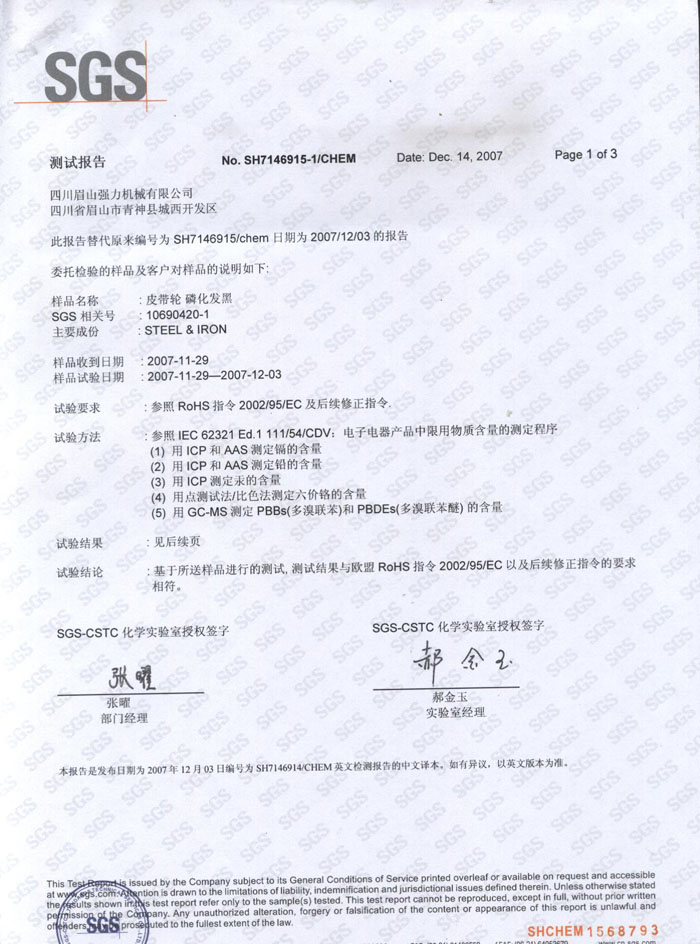 SGS
测试报告 No. SH7146915-1/CHEM Date: Dec. 14, 2007 Page 1 of 3
四川眉山强力机械有限公司
四川省眉山市青神县城西开发区
此报告替代原来编号为 SH7146915/chem 日期为 2007/12/03 的报告
委托检验的样品及客户对样品的说明如下:
样品名称 : 皮带轮 磷化发黑
SGS 相关号 : 10690420-1
主要成份 : STEEL & IRON
样品收到日期 : 2007-11-29
样品试验日期 : 2007-11-29—2007-12-03
试验要求 : 参照 RoHS 指令 2002/95/EC 及后续修正指令.
试验方法 : 参照 IEC 62321 Ed.1 111/54/CDV: 电子电器产品中限用物质含量的测定程序
(1) 用 ICP 和 AAS 测定镉的含量
(2) 用 ICP 和 AAS 测定铅的含量
(3) 用 ICP 测定汞的含量
(4) 用点测试法/比色法测定六价铬的含量
(5) 用 GC-MS 测定 PBBs(多溴联苯)和 PBDEs(多溴联苯醚) 的含量
试验结果 : 见后续页
试验结论 : 基于所送样品进行的测试, 测试结果与欧盟 RoHS 指令 2002/95/EC 以及后续修正指令的要求
相符。
SGS-CSTC 化学实验室授权签字 SGS-CSTC 化学实验室授权签字
张曜 郝金玉
张曜 郝金玉
部门经理 实验室经理
本报告是发布日期为 2007 年 12 月 03 日编号为 SH7146914/CHEM 英文检测报告的中文译本。如有异议，以英文版本为准。
This Test Report is issued by the Company subject to its General Conditions of Service printed overleaf or available on request and accessible
at www.sgs.com. Attention is drawn to the limitations of liability, indemnification and jurisdictional issues defined therein. Unless otherwise stated
the results shown in this test report refer only to the sample(s) tested. This test report cannot be reproduced, except in full, without prior written
permission of the Company. Any unauthorized alteration, forgery or falsification of the content or appearance of this report is unlawful and
offenders prosecuted to the fullest extent of the law.
SGS
SHCHEM 1568793